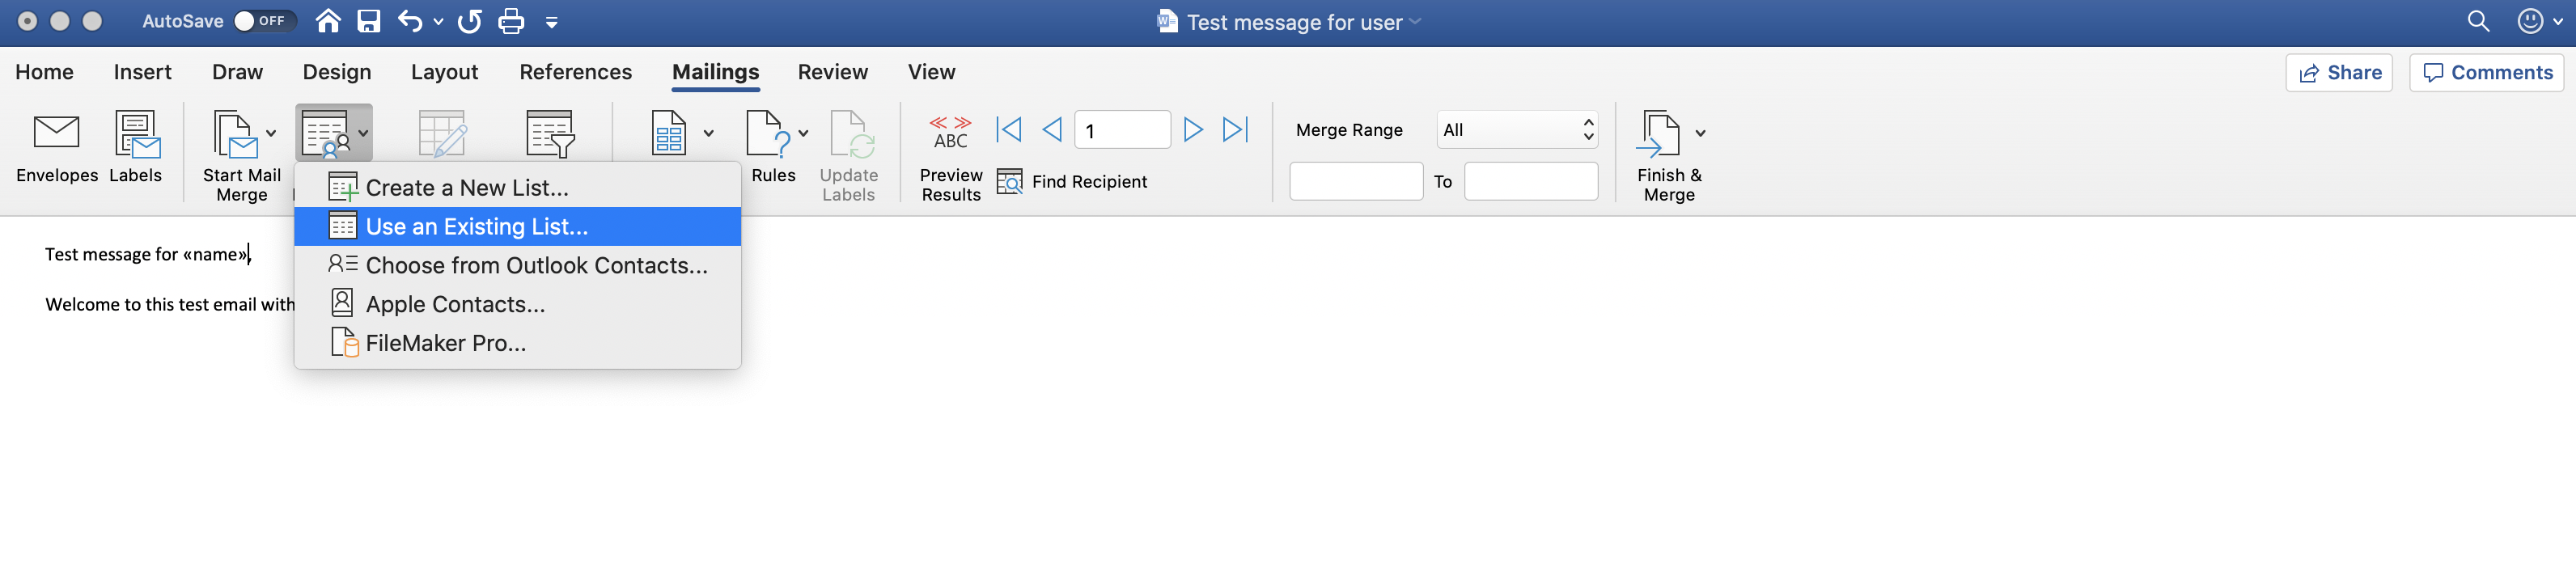 AutoSave OFF
Test message for user
Home Insert Draw Design Layout References Mailings Review View
Share Comments
Envelopes
Labels
Start Mail
Merge
Rules
Update
Labels
ABC
Preview
Results
1
Find Recipient
Merge Range All
To
Finish &
Merge
Create a New List...
Use an Existing List...
Choose from Outlook Contacts...
Apple Contacts...
FileMaker Pro...
Test message for «name»,
Welcome to this test email with